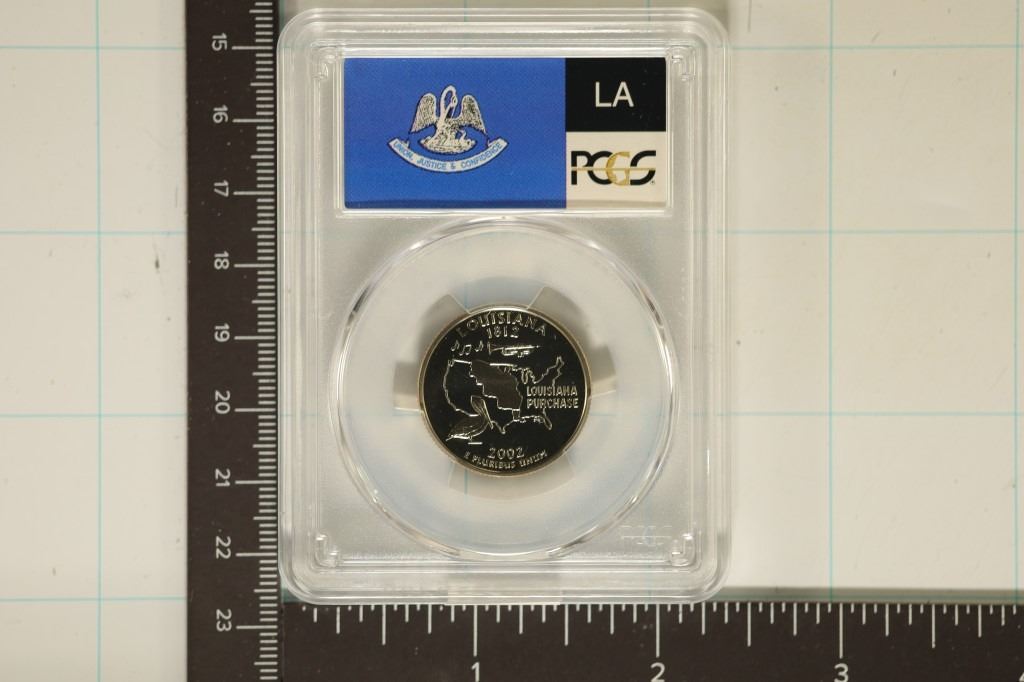 LA
PCGS
UNION, JUSTICE & CONFIDENCE
LOUISIANA
1812
LOUISIANA
PURCHASE
2002
E PLURIBUS UNUM
PCGS
15
16
17
18
19
20
21
22
23
1 2 3